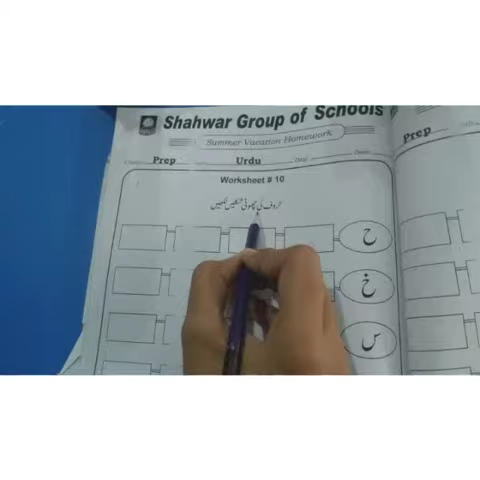 Shahwar Group of Schools
Summer Vacation Homework
Prep Urdu
Worksheet # 10
حروف کی چھوٹی شکلیں لکھیں
ح
خ
س
Prep